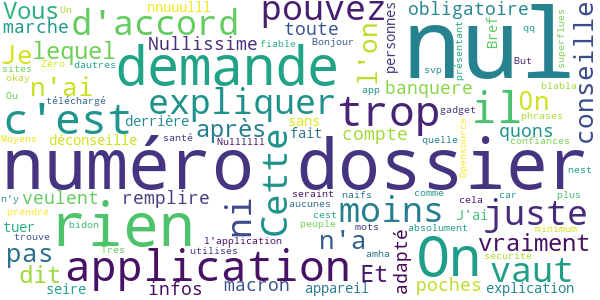 Vous
Un
marche
d'accord
nnuuulll
pouvez
obligatoire
personnes
Bref
présentant
qq
nul
Un
fiable
Bonjour
superflues
conseille
Je
lequel
Nullissime
toute
l'on
sites
Zéro
dautres
n'ai
demande
okay
But
svp
banquere
app
blabla
Ou
téléchargé
c'est
expliquer
trop
il
On
gadget
phrases
derrière
après
sans
fait
compte
quons
Moyens
déconseille
santé
Nulllll
Cette
quelle
Opensource
confiances
numéro
dossier
nest
n'y
veulent
remplire
ni
seraint
naifs
comme
cela
car
plus
prendre
aucunes
moins
J'ai
juste
tuer
bidon
rien
cest
peuple
mots
absolument
minimum
trouve
Tres
l'application
utilisés
n'a
amha
adapté
On
vraiment
sécurité
pas
dit
application
Et
vaut
infos
macron
appareil
poches
explication
seire